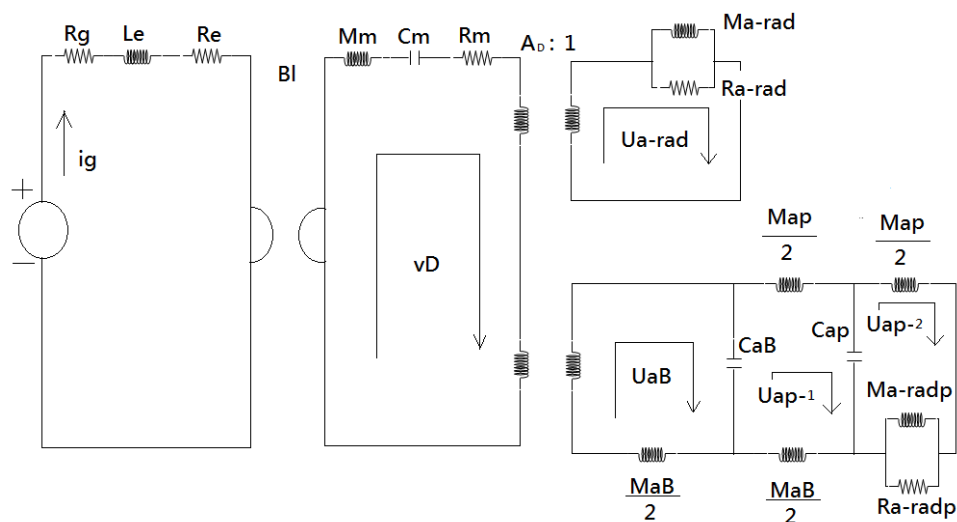 Rg Le Re
+
ig
−
Bl
Mm Cm Rm
vD
A_D : 1
Ma-rad
Ra-rad
Ua-rad
Map
2
Map
2
CaB
Cap
Uap-2
UaB
Uap-1
Ma-radp
MaB
2
MaB
2
Ra-radp